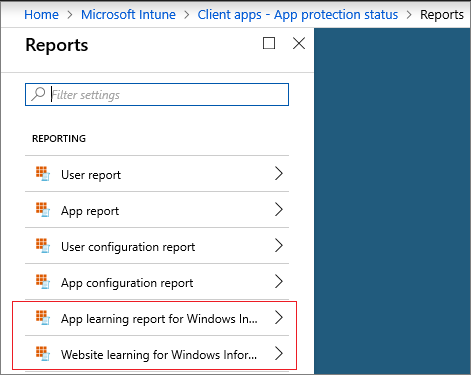 Home > Microsoft Intune > Client apps - App protection status > Reports
Reports
Filter settings
REPORTING
User report
App report
User configuration report
App configuration report
App learning report for Windows In...
Website learning for Windows Infor...